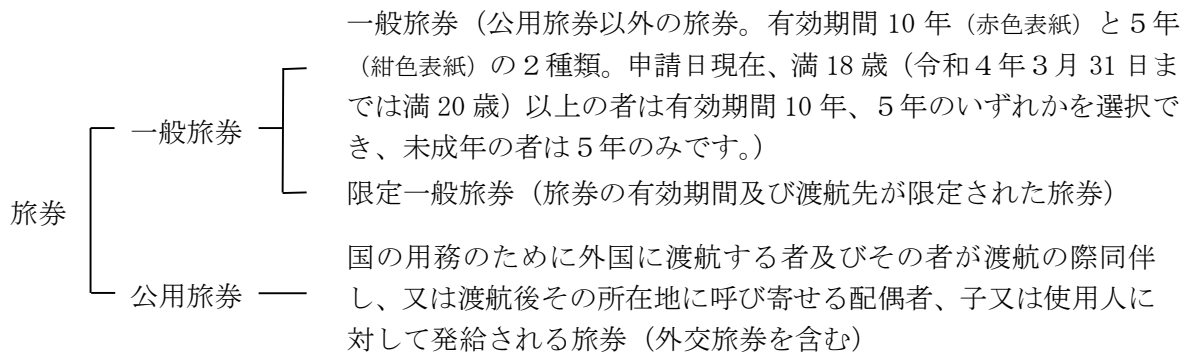 一般旅券（公用旅券以外の旅券。有効期間 10 年（赤色表紙）と５年
（紺色表紙）の２種類。申請日現在、満 18 歳（令和４年３月 31 日ま
では満 20 歳）以上の者は有効期間 10 年、５年のいずれかを選択で
き、未成年の者は５年のみです。）
一般旅券
限定一般旅券（旅券の有効期間及び渡航先が限定された旅券）
旅券
国の用務のために外国に渡航する者及びその者が渡航の際同伴
公用旅券
し、又は渡航後その所在地に呼び寄せる配偶者、子又は使用人に
対して発給される旅券（外交旅券を含む）